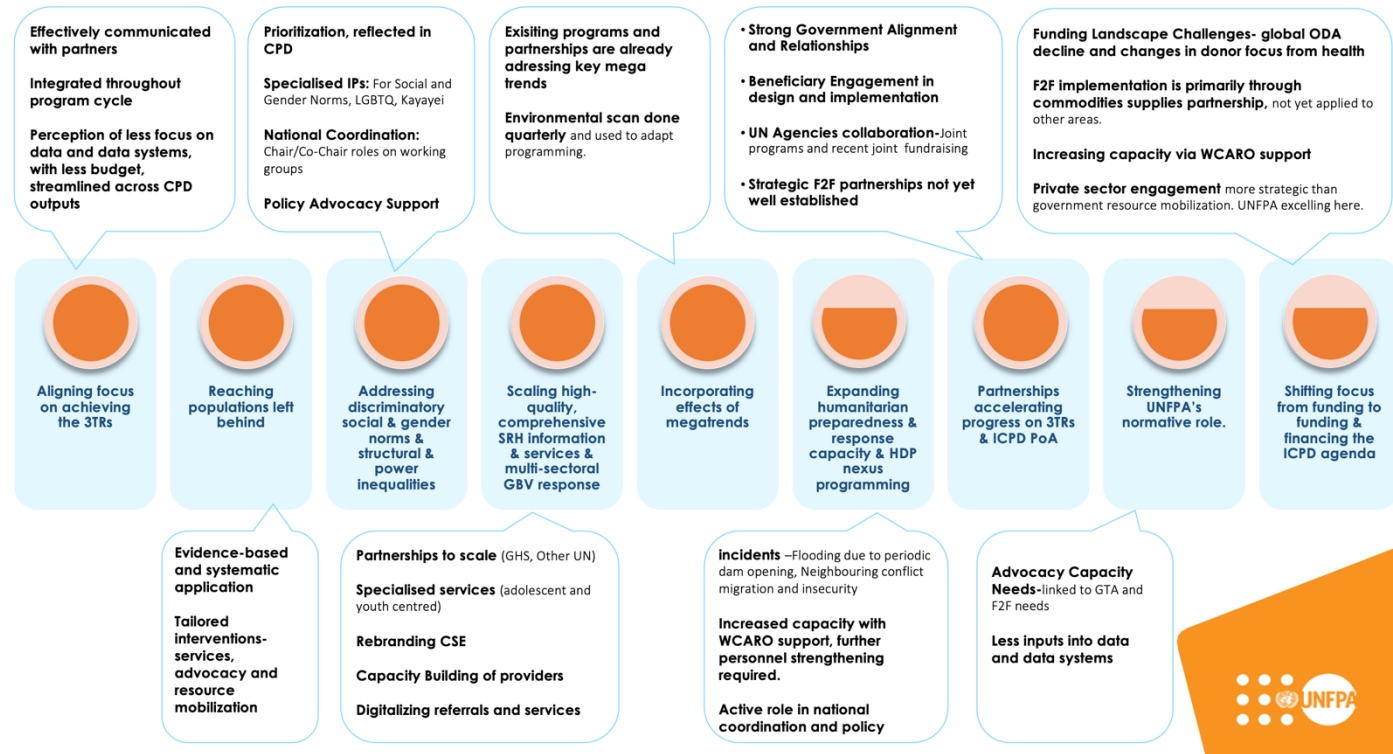 Effectively communicated
with partners
Integrated throughout
program cycle
Perception of less focus on
data and data systems,
with less budget,
streamlined across CPD
outputs
Prioritization, reflected in
CPD
Specialised IPs: For Social and
Gender Norms, LGBTQ, Kayayei
National Coordination:
Chair/Co-Chair roles on working
groups
Policy Advocacy Support
Exisiting programs and
partnerships are already
adressing key mega
trends
Environmental scan done
quarterly and used to adapt
programming.
• Strong Government Alignment
and Relationships
• Beneficiary Engagement in
design and implementation
• UN Agencies collaboration-Joint
programs and recent joint fundraising
• Strategic F2F partnerships not yet
well established
Funding Landscape Challenges- global ODA
decline and changes in donor focus from health
F2F implementation is primarily through
commodities supplies partnership, not yet applied to
other areas.
Increasing capacity via WCARO support
Private sector engagement more strategic than
government resource mobilization. UNFPA excelling here.
Aligning focus
on achieving
the 3TRs
Reaching
populations left
behind
Addressing
discriminatory
social & gender
norms &
structural &
power
inequalities
Scaling high-
quality,
comprehensive
SRH information
& services &
multi-sectoral
GBV response
Incorporating
effects of
megatrends
Expanding
humanitarian
preparedness &
response
capacity & HDP
nexus
programming
Partnerships
accelerating
progress on 3TRs
& ICPD PoA
Strengthening
UNFPA's
normative role.
Shifting focus
from funding to
funding &
financing the
ICPD agenda
Evidence-based
and systematic
application
Tailored
interventions-
services,
advocacy and
resource
mobilization
Partnerships to scale (GHS, Other UN)
Specialised services (adolescent and
youth centred)
Rebranding CSE
Capacity Building of providers
Digitalizing referrals and services
incidents –Flooding due to periodic
dam opening, Neighbouring conflict
migration and insecurity
Increased capacity with
WCARO support, further
personnel strengthening
required.
Active role in national
coordination and policy
Advocacy Capacity
Needs-linked to GTA and
F2F needs
Less inputs into data
and data systems
UNFPA